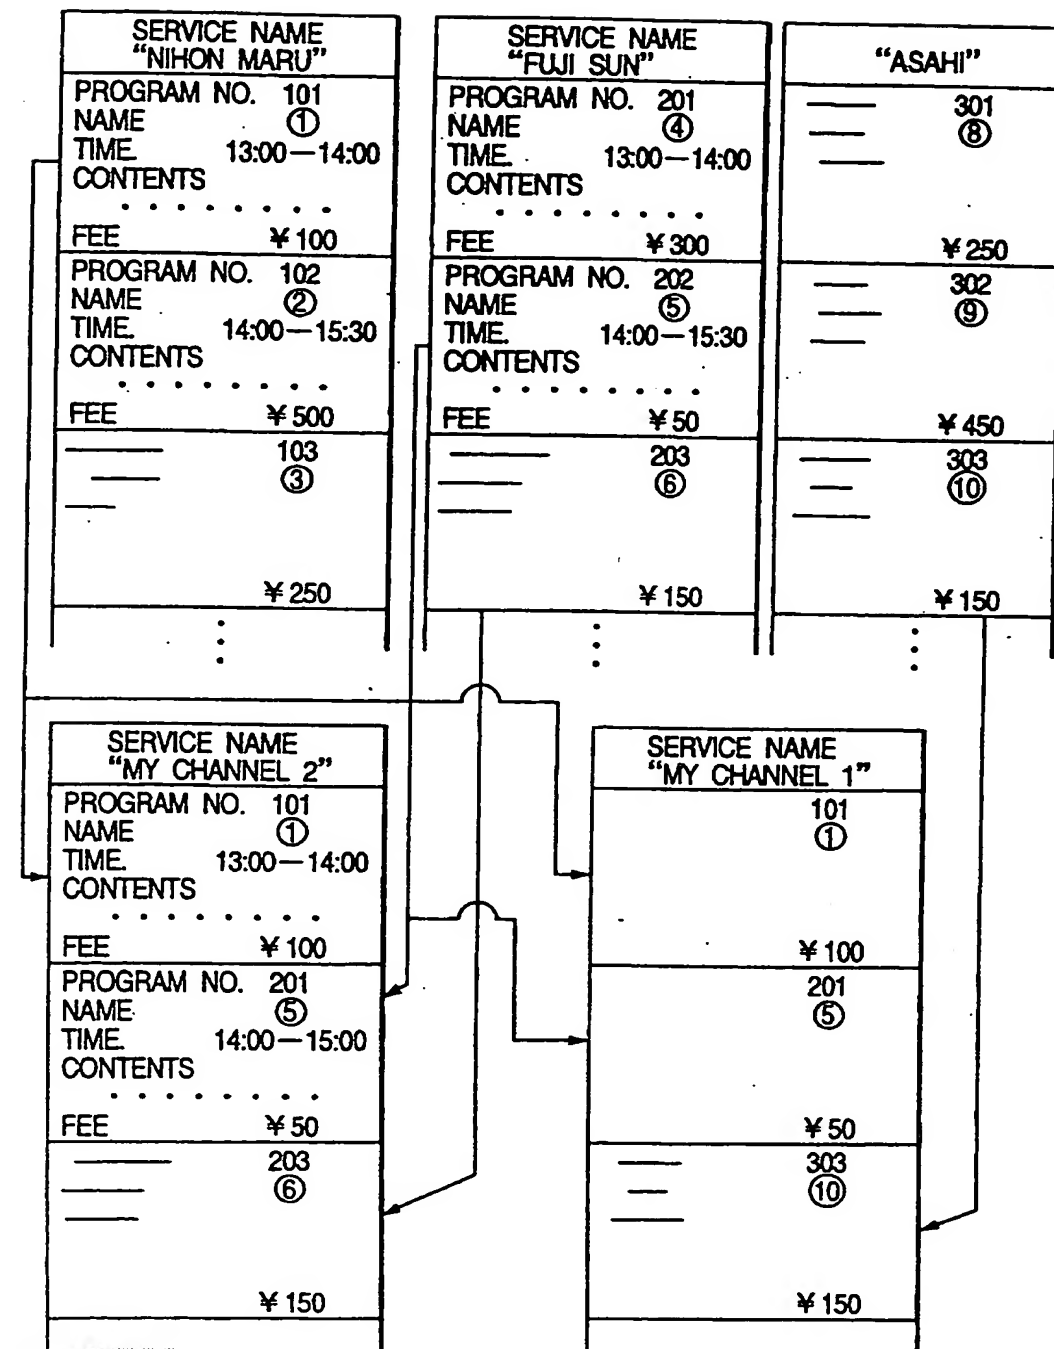 SERVICE NAME
“NIHON MARU”
PROGRAM NO. 101
NAME ①
TIME. 13:00—14:00
CONTENTS
. . . . . . . .
FEE ¥100
PROGRAM NO. 102
NAME ②
TIME. 14:00—15:30
CONTENTS
. . . . . . . .
FEE ¥500
103
③
¥250
SERVICE NAME
“FUJI SUN”
PROGRAM NO. 201
NAME ④
TIME. 13:00—14:00
CONTENTS
. . . . . . . .
FEE ¥300
PROGRAM NO. 202
NAME ⑤
TIME. 14:00—15:30
CONTENTS
. . . . . . . .
FEE ¥50
203
⑥
¥150
“ASAHI”
301
⑧
¥250
302
⑨
¥450
303
⑩
¥150
SERVICE NAME
“MY CHANNEL 2”
PROGRAM NO. 101
NAME ①
TIME. 13:00—14:00
CONTENTS
. . . . . . . .
FEE ¥100
PROGRAM NO. 201
NAME ⑤
TIME. 14:00—15:00
CONTENTS
. . . . . . . .
FEE ¥50
203
⑥
¥150
SERVICE NAME
“MY CHANNEL 1”
101
①
¥100
201
⑤
¥50
303
⑩
¥150